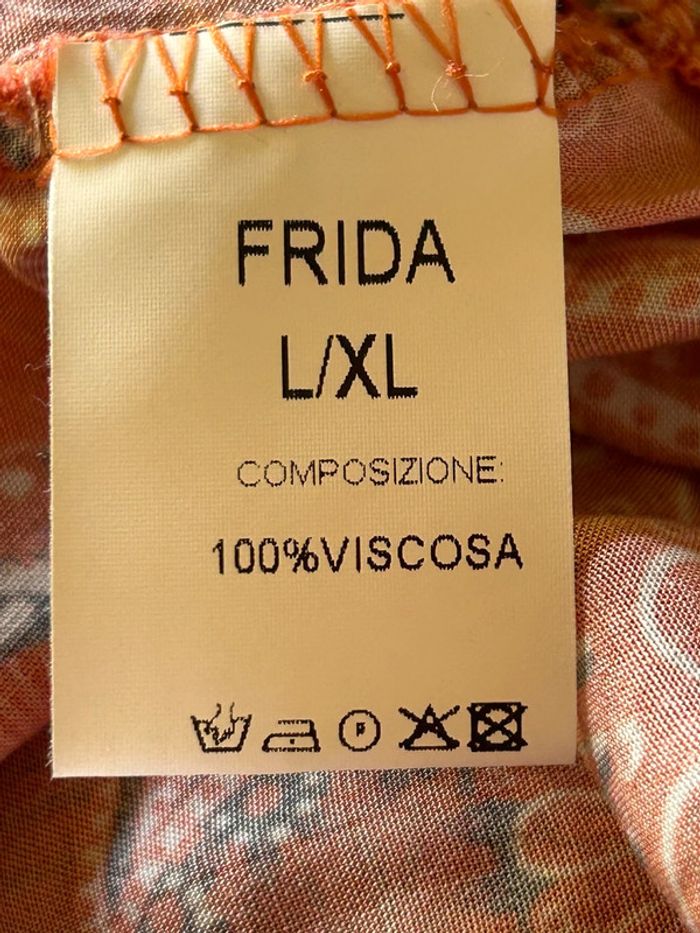 FRIDA
L/XL
COMPOSIZIONE:
100%VISCOSA
P